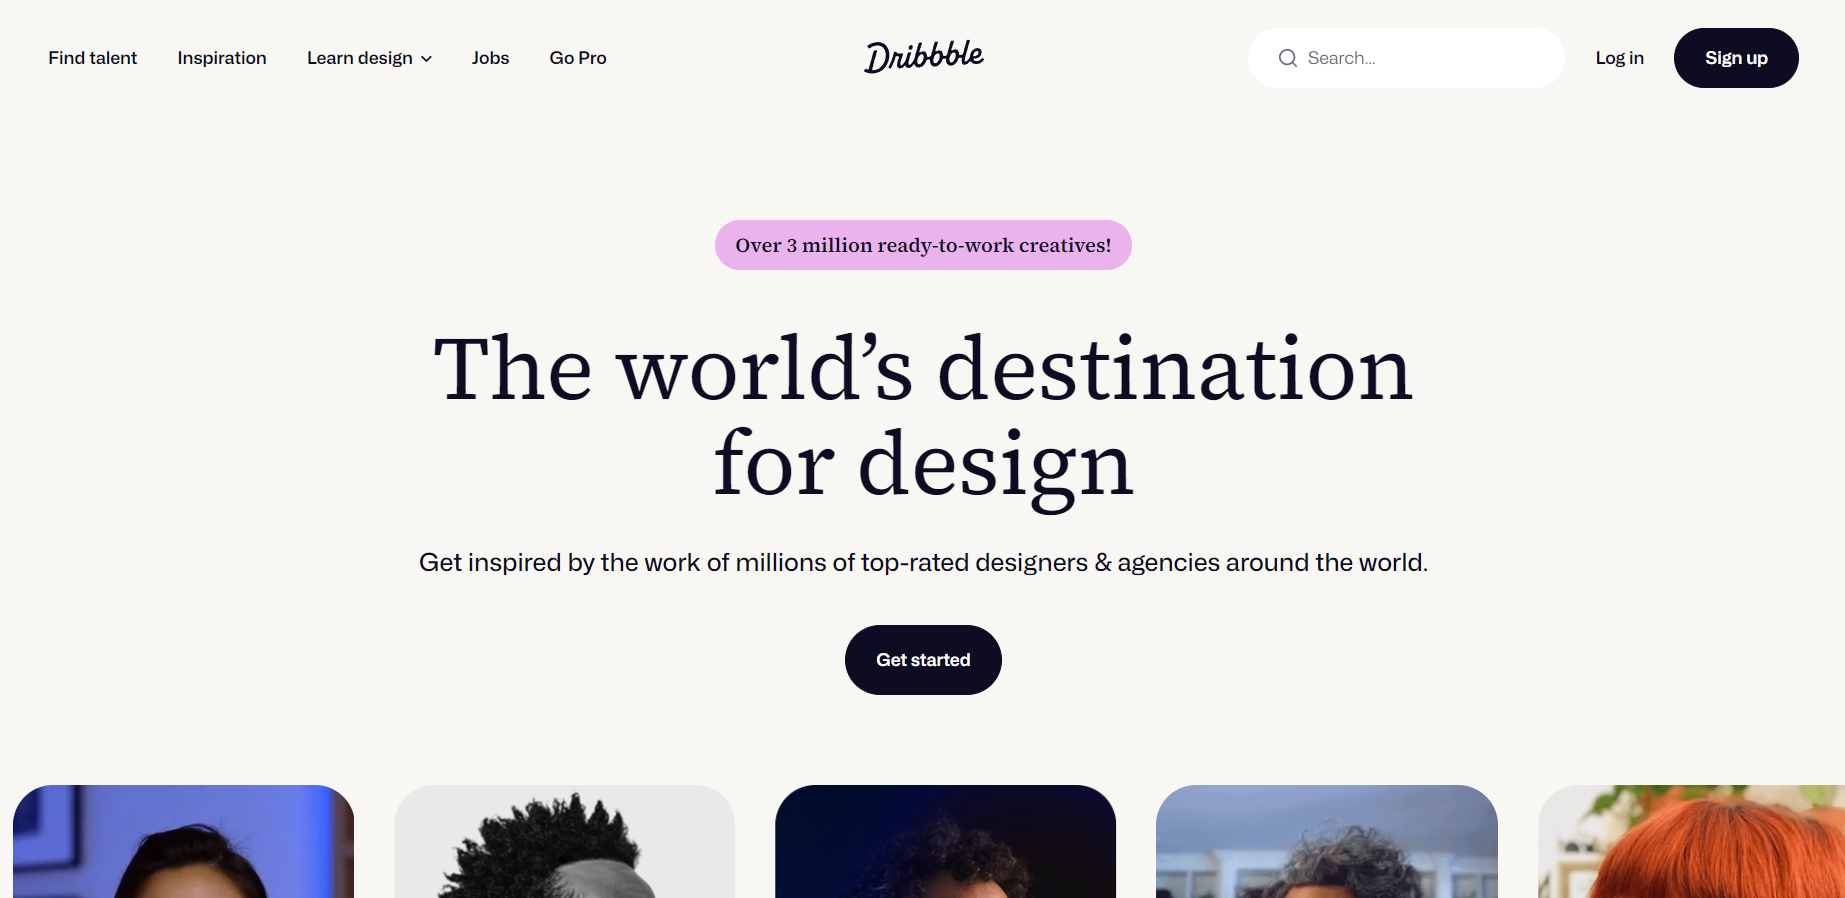 Find talent Inspiration Learn design Jobs Go Pro Dribbble Search... Log in Sign up
Over 3 million ready-to-work creatives!
The world’s destination
for design
Get inspired by the work of millions of top-rated designers & agencies around the world.
Get started